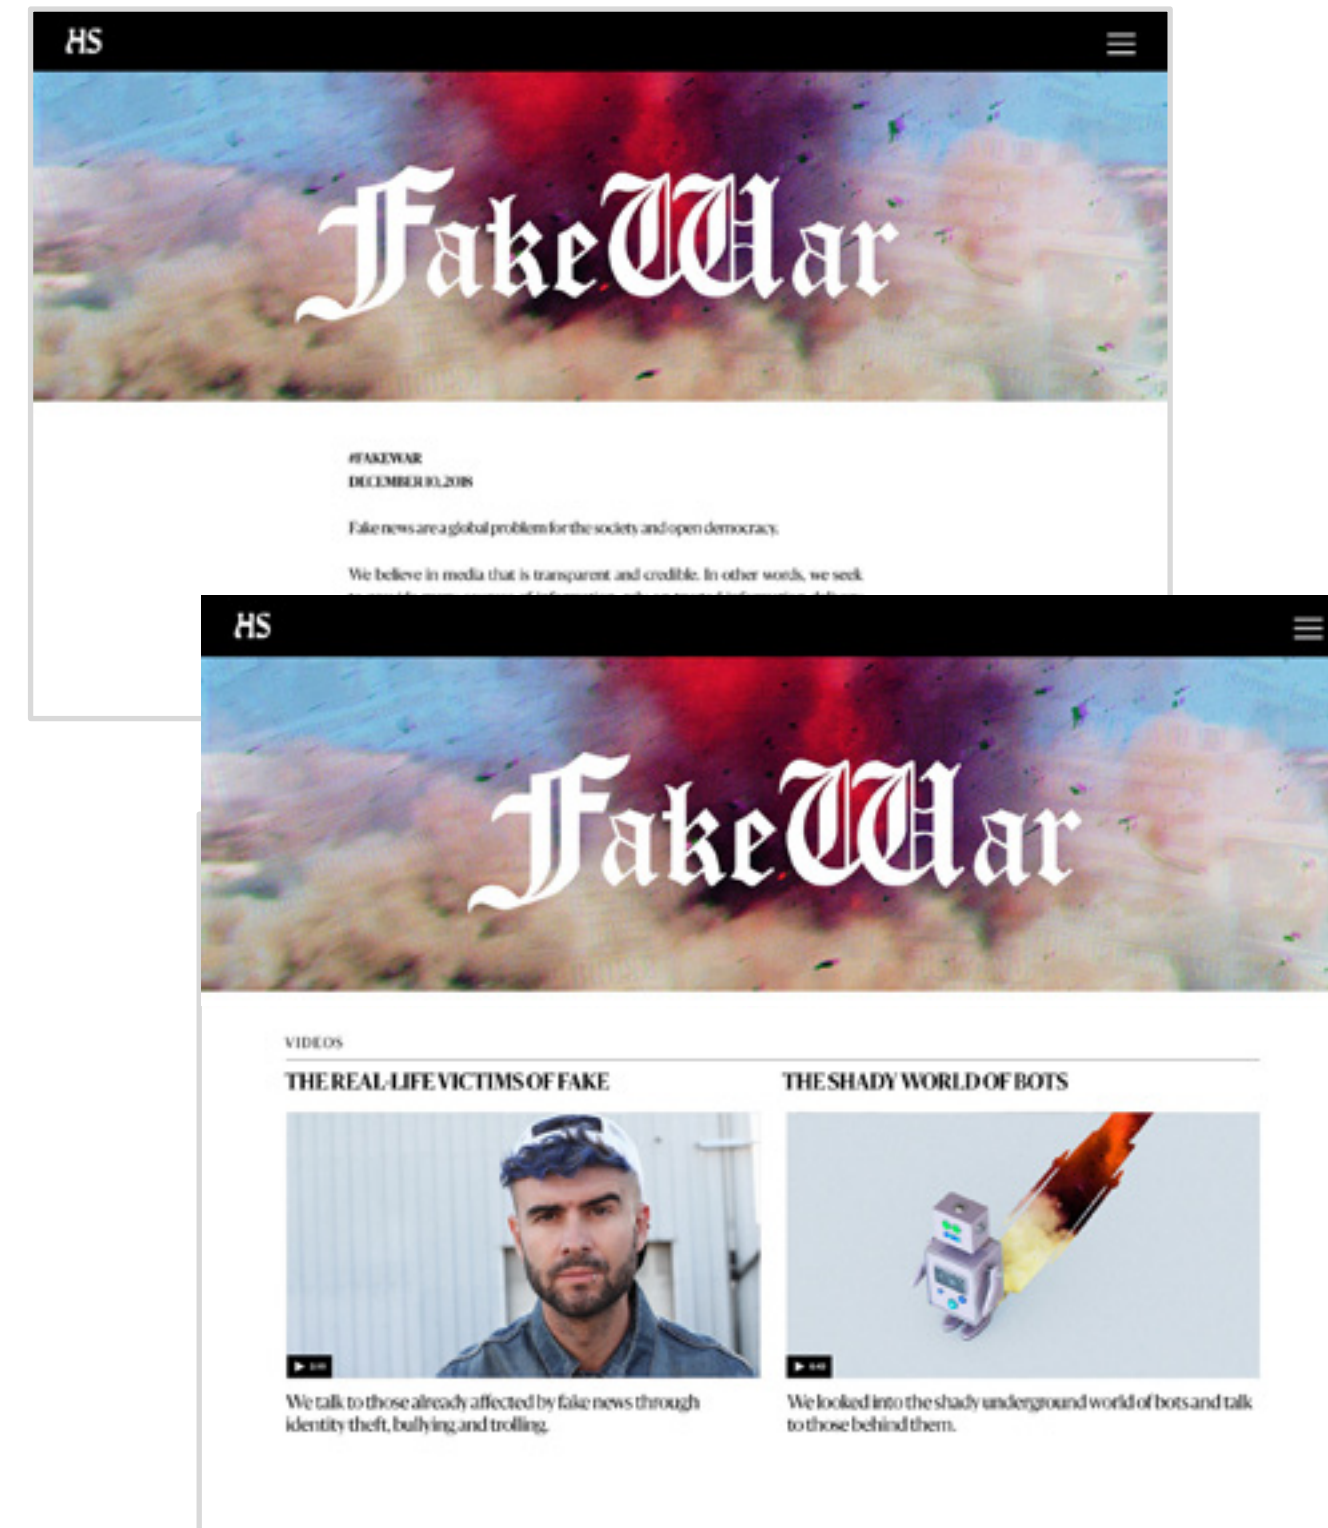 HS
FakeWar
#FAKEWAR
DECEMBER 10, 2018
Fake news are a global problem for the society and open democracy.
We believe in media that is transparent and credible. In other words, we seek
HS
FakeWar
VIDEOS
THE REAL-LIFE VICTIMS OF FAKE
THE SHADY WORLD OF BOTS
We talk to those already affected by fake news through
identity theft, bullying and trolling.
We looked into the shady underground world of bots and talk
to those behind them.